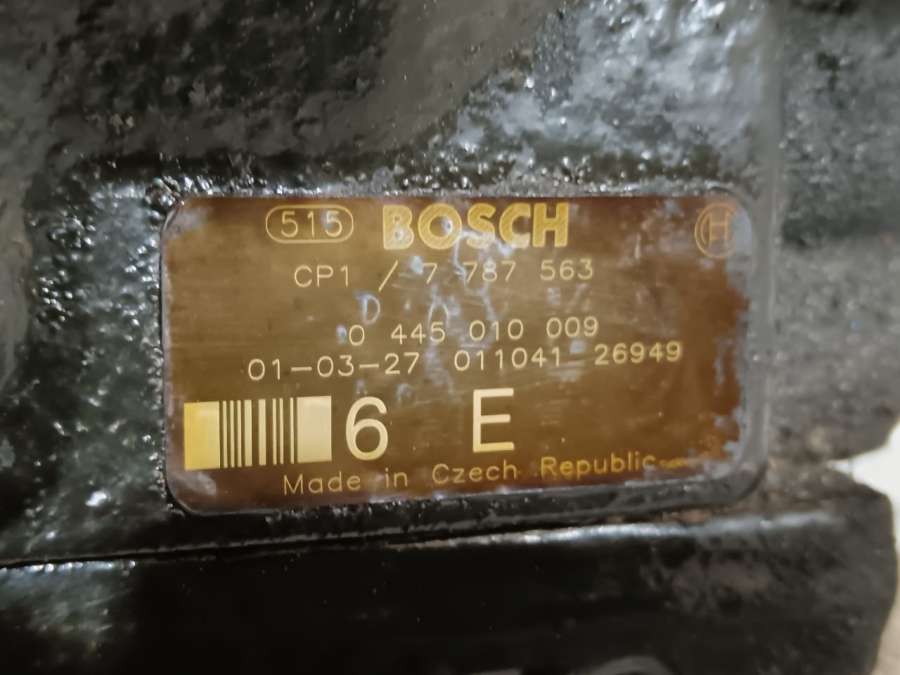 515 BOSCH H
CP1 / 7 787 563
0 445 010 009
01-03-27 011041 26949
6 E
Made in Czech Republic